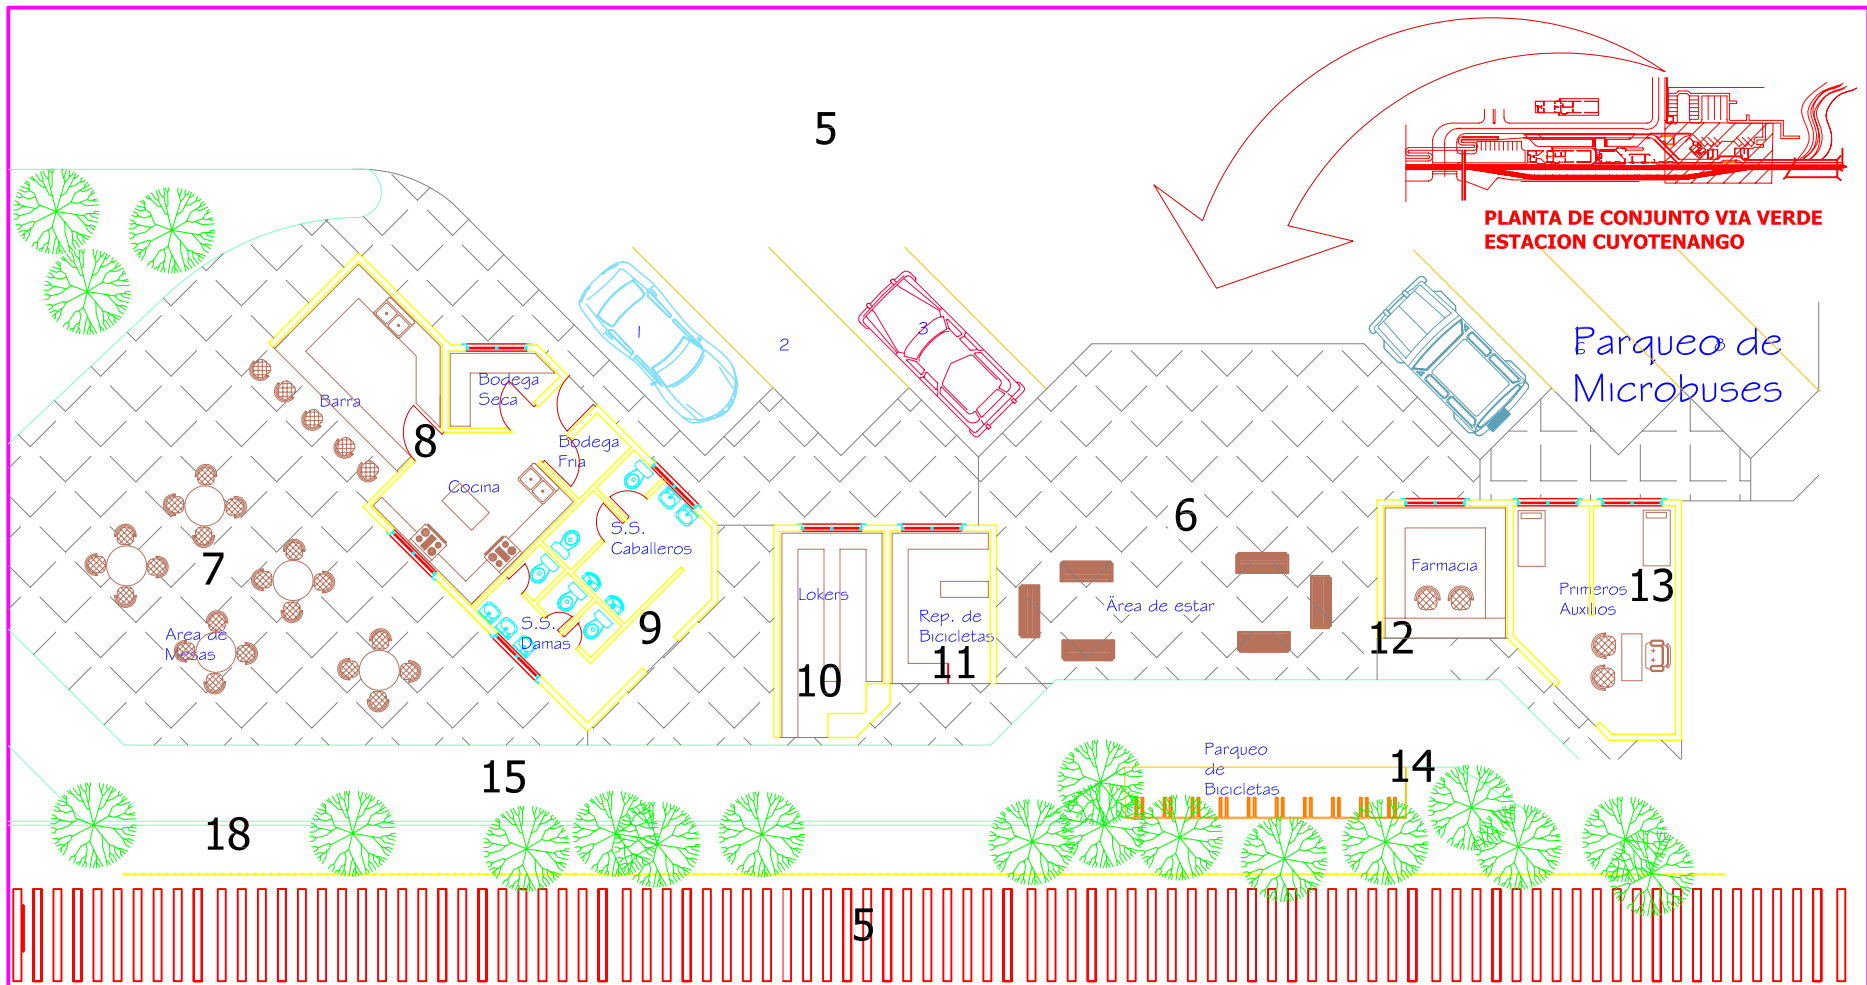 5
PLANTA DE CONJUNTO VIA VERDE
ESTACION CUYOTENANGO
1
2
3
8
Parqueo de
Microbuses
Bodega
Seca
Barra
8
Bodega
Fria
Cocina
S.S.
Caballeros
6
7
Farmacia
13
Primeros
Auxilios
Lokers
Ärea de estar
Rep. de
Bicicletas
9
S.S.
Damas
Area de
Mesas
12
11
10
Parqueo
de
Bicicletas
14
15
18
5